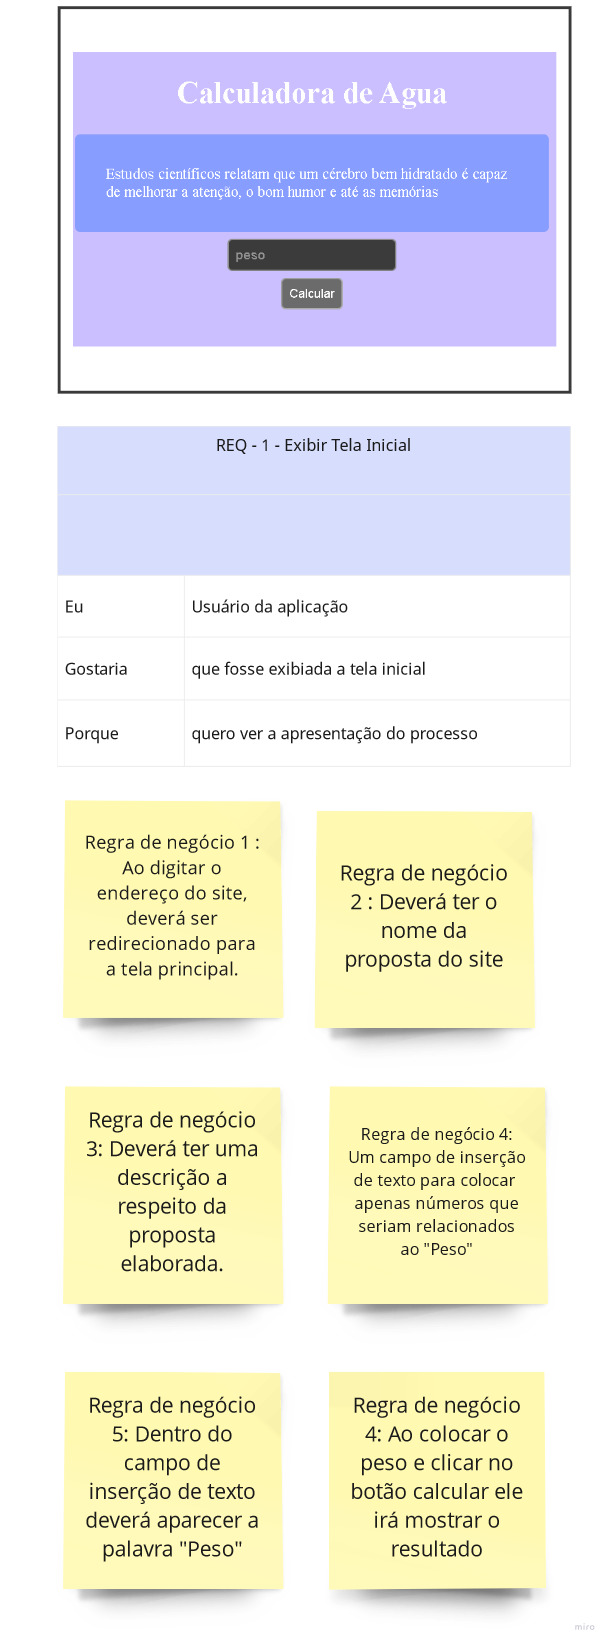 Calculadora de Agua
Estudos científicos relatam que um cérebro bem hidratado é capaz
de melhorar a atenção, o bom humor e até as memórias
peso
Calcular
REQ - 1 - Exibir Tela Inicial
Eu
Usuário da aplicação
Gostaria
que fosse exibiada a tela inicial
Porque
quero ver a apresentação do processo
Regra de negócio 1 :
Ao digitar o
endereço do site,
deverá ser
redirecionado para
a tela principal.
Regra de negócio
2 : Deverá ter o
nome da
proposta do site
Regra de negócio
3: Deverá ter uma
descrição a
respeito da
proposta
elaborada.
Regra de negócio 4:
Um campo de inserção
de texto para colocar
apenas números que
seriam relacionados
ao "Peso"
Regra de negócio
5: Dentro do
campo de
inserção de texto
deverá aparecer a
palavra "Peso"
Regra de negócio
4: Ao colocar o
peso e clicar no
botão calcular ele
irá mostrar o
resultado
miro